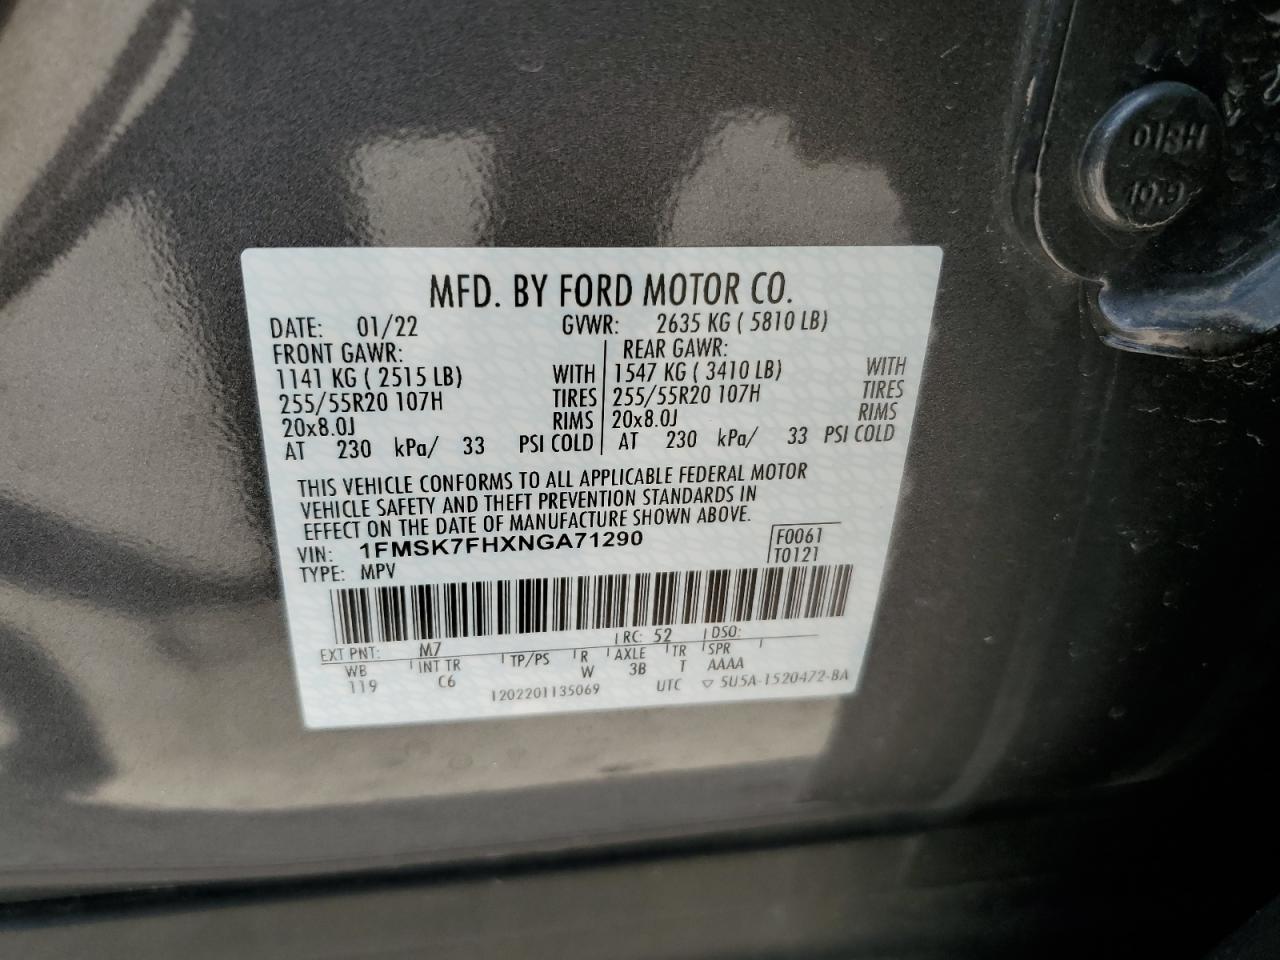 MFD. BY FORD MOTOR CO.
DATE: 01/22 GVWR: 2635 KG ( 5810 LB)
FRONT GAWR: REAR GAWR:
1141 KG ( 2515 LB) WITH 1547 KG ( 3410 LB) WITH
255/55R20 107H TIRES 255/55R20 107H TIRES
20x8.0J RIMS 20x8.0J RIMS
AT 230 kPa/ 33 PSI COLD AT 230 kPa/ 33 PSI COLD
THIS VEHICLE CONFORMS TO ALL APPLICABLE FEDERAL MOTOR
VEHICLE SAFETY AND THEFT PREVENTION STANDARDS IN
EFFECT ON THE DATE OF MANUFACTURE SHOWN ABOVE.
VIN: 1FMSK7FHXNGA71290 F0061
TYPE: MPV T0121
EXT PNT: M7 RC: 52 DSO:
WB INT TR TP/PS R AXLE TR SPR
119 C6 W 3B T AAAA
1202201135069 UTC ▽ 5U5A-1520472-BA